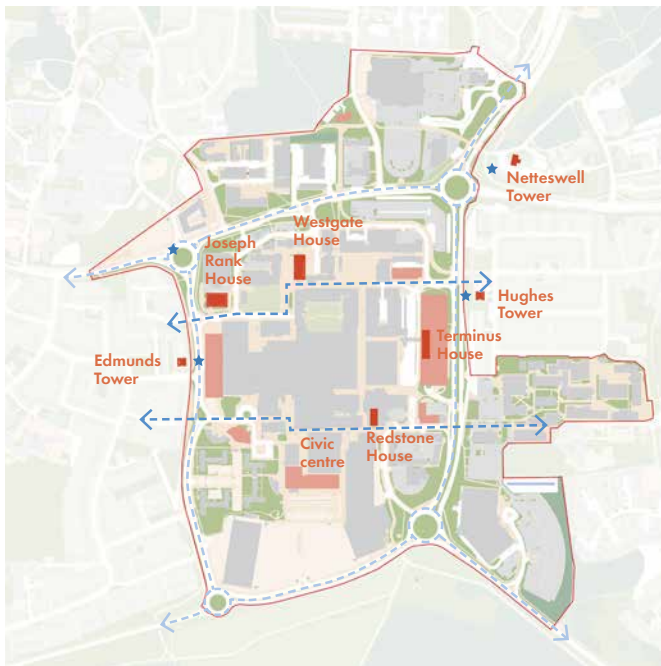 Netteswell
Tower
Westgate
House
Joseph
Rank
House
Hughes
Tower
Terminus
House
Edmunds
Tower
Civic
centre
Redstone
House